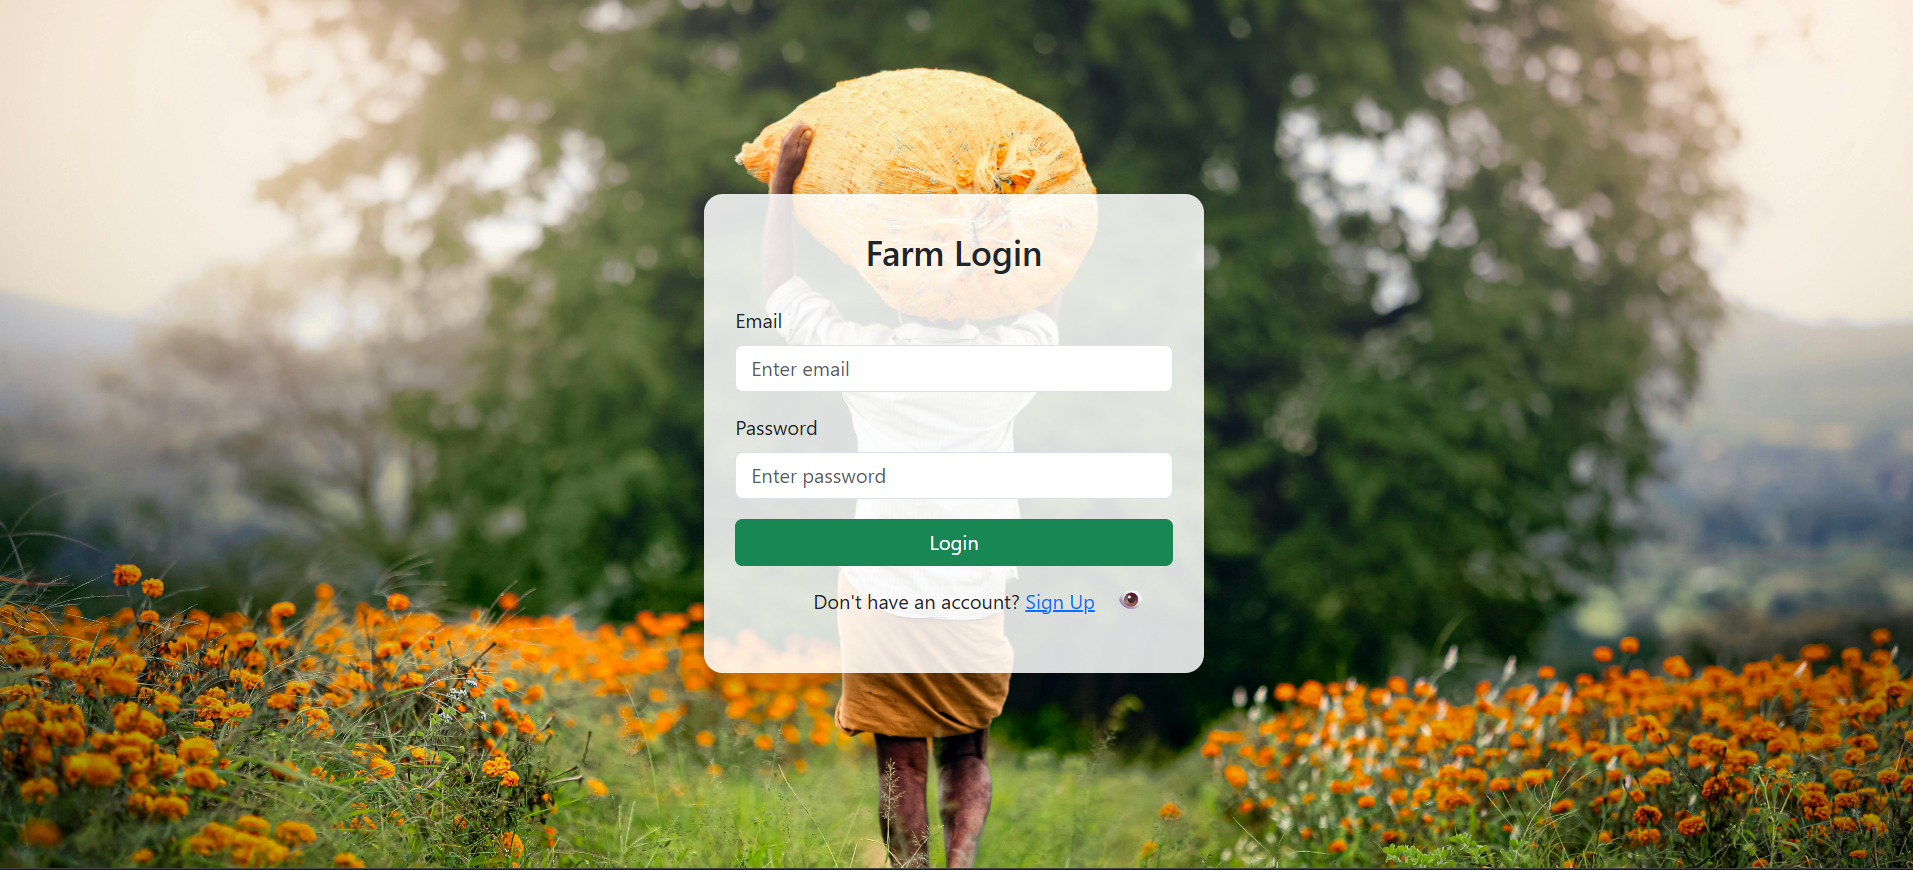 Farm Login
Email
Enter email
Password
Enter password
Login
Don't have an account? Sign Up